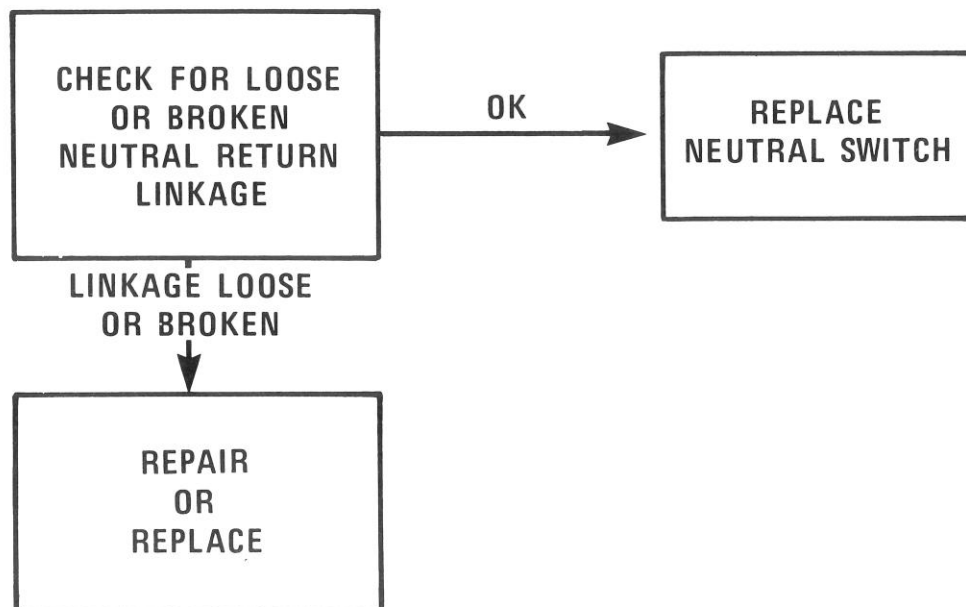 CHECK FOR LOOSE
OR BROKEN
NEUTRAL RETURN
LINKAGE
OK
REPLACE
NEUTRAL SWITCH
LINKAGE LOOSE
OR BROKEN
REPAIR
OR
REPLACE